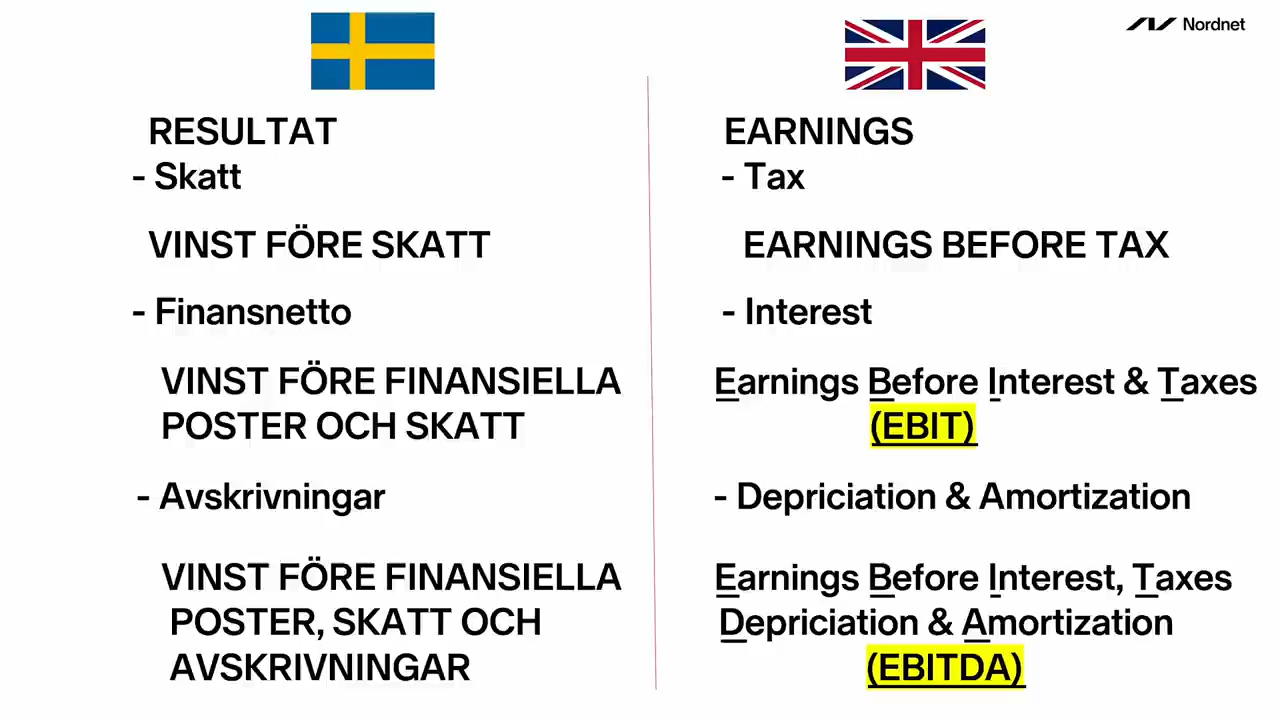 Nordnet
RESULTAT
- Skatt
VINST FÖRE SKATT
- Finansnetto
VINST FÖRE FINANSIELLA
POSTER OCH SKATT
- Avskrivningar
VINST FÖRE FINANSIELLA
POSTER, SKATT OCH
AVSKRIVNINGAR
EARNINGS
- Tax
EARNINGS BEFORE TAX
- Interest
Earnings Before Interest & Taxes
(EBIT)
- Depriciation & Amortization
Earnings Before Interest, Taxes
Depriciation & Amortization
(EBITDA)